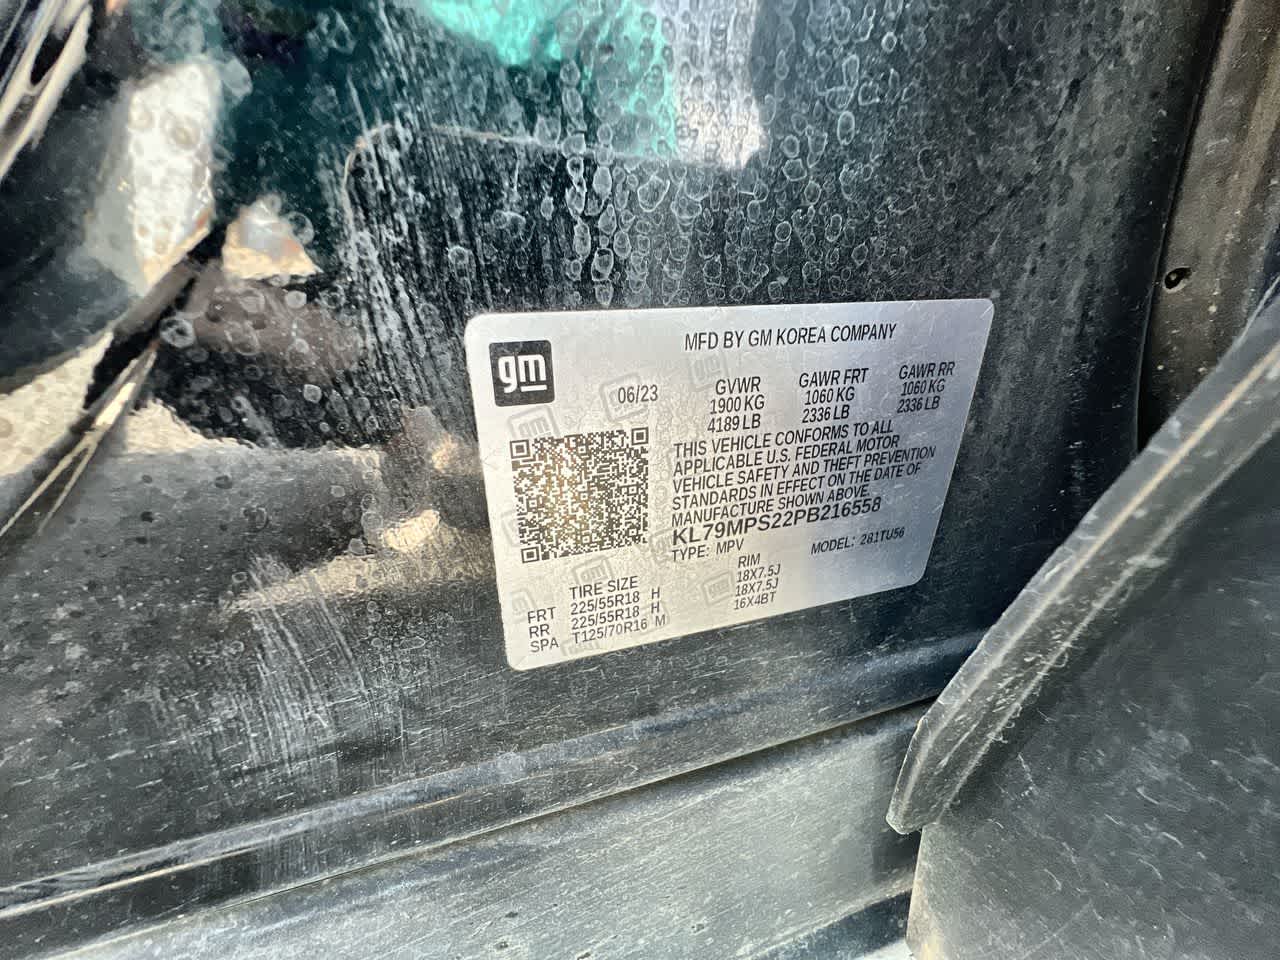 MFD BY GM KOREA COMPANY
gm
06/23
GVWR GAWR FRT GAWR RR
1900 KG 1060 KG 1060 KG
4189 LB 2336 LB 2336 LB
THIS VEHICLE CONFORMS TO ALL
APPLICABLE U.S. FEDERAL MOTOR
VEHICLE SAFETY AND THEFT PREVENTION
STANDARDS IN EFFECT ON THE DATE OF
MANUFACTURE SHOWN ABOVE.
KL79MPS22PB216558
TYPE: MPV MODEL: 281TU56
TIRE SIZE RIM
FRT 225/55R18 H 18X7.5J
RR 225/55R18 H 18X7.5J
SPA T125/70R16 M 16X4BT